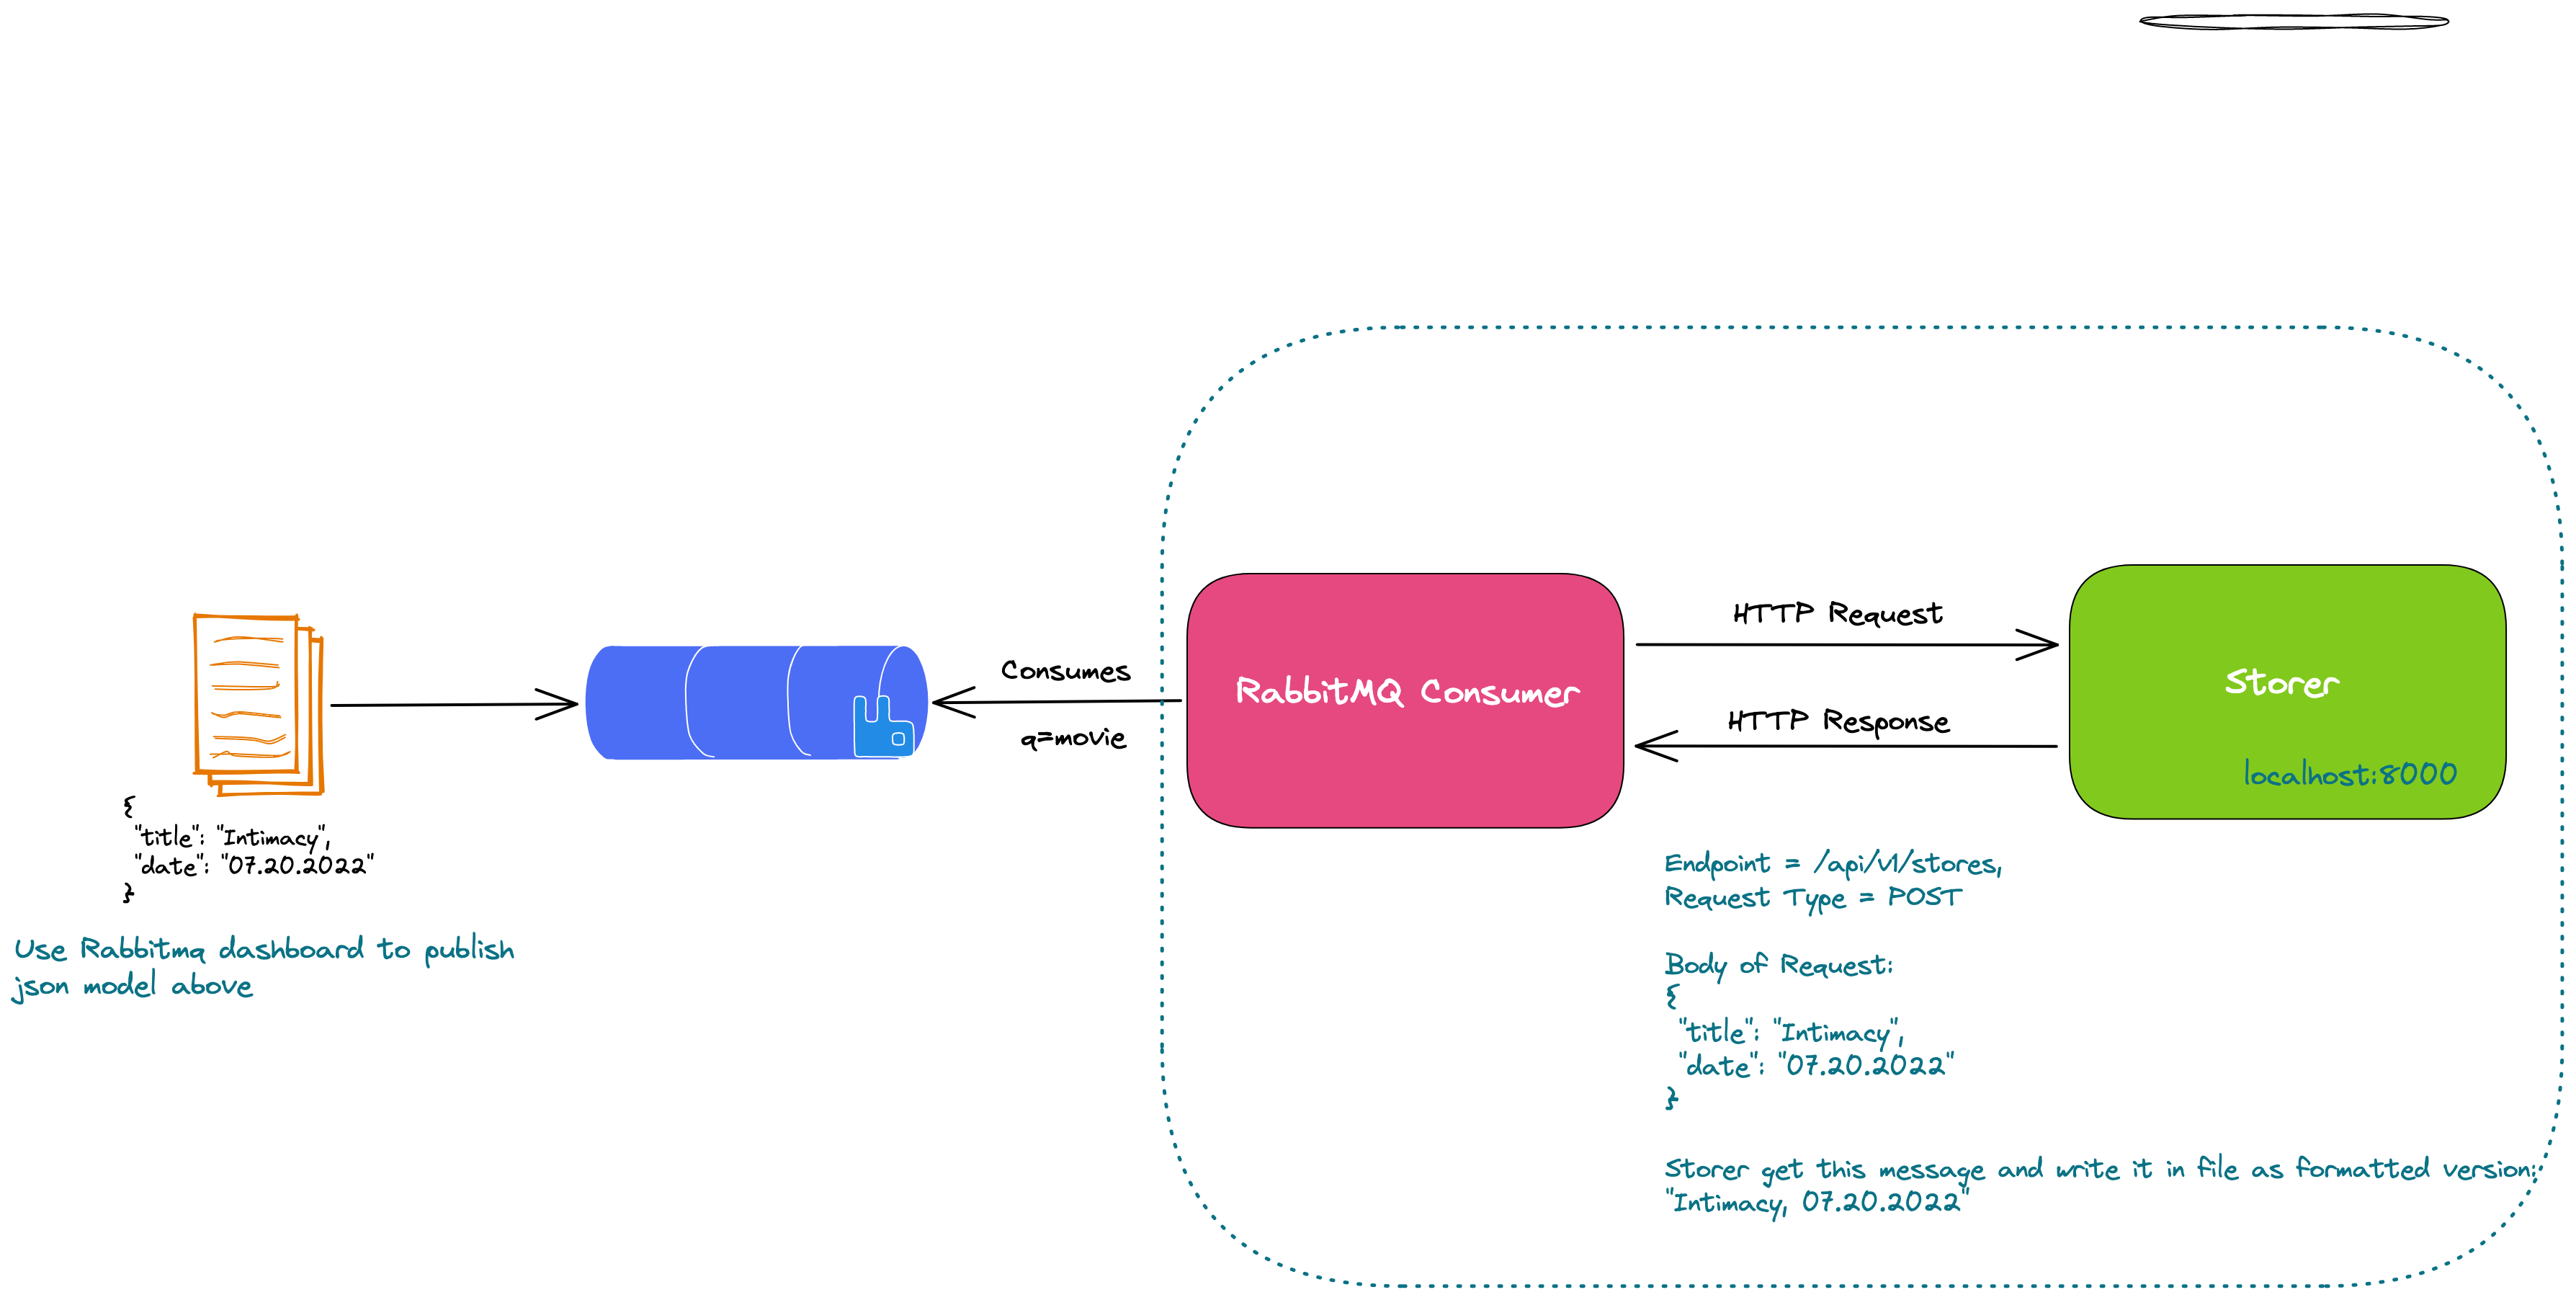 {
"title": "Intimacy",
"date": "07.20.2022"
}
Use Rabbitmq dashboard to publish
json model above
Consumes
q=movie
RabbitMQ Consumer
HTTP Request
HTTP Response
Storer
localhost:8000
Endpoint = /api/v1/stores,
Request Type = POST
Body of Request:
{
"title": "Intimacy",
"date": "07.20.2022"
}
Storer get this message and write it in file as formatted version:
"Intimacy, 07.20.2022"